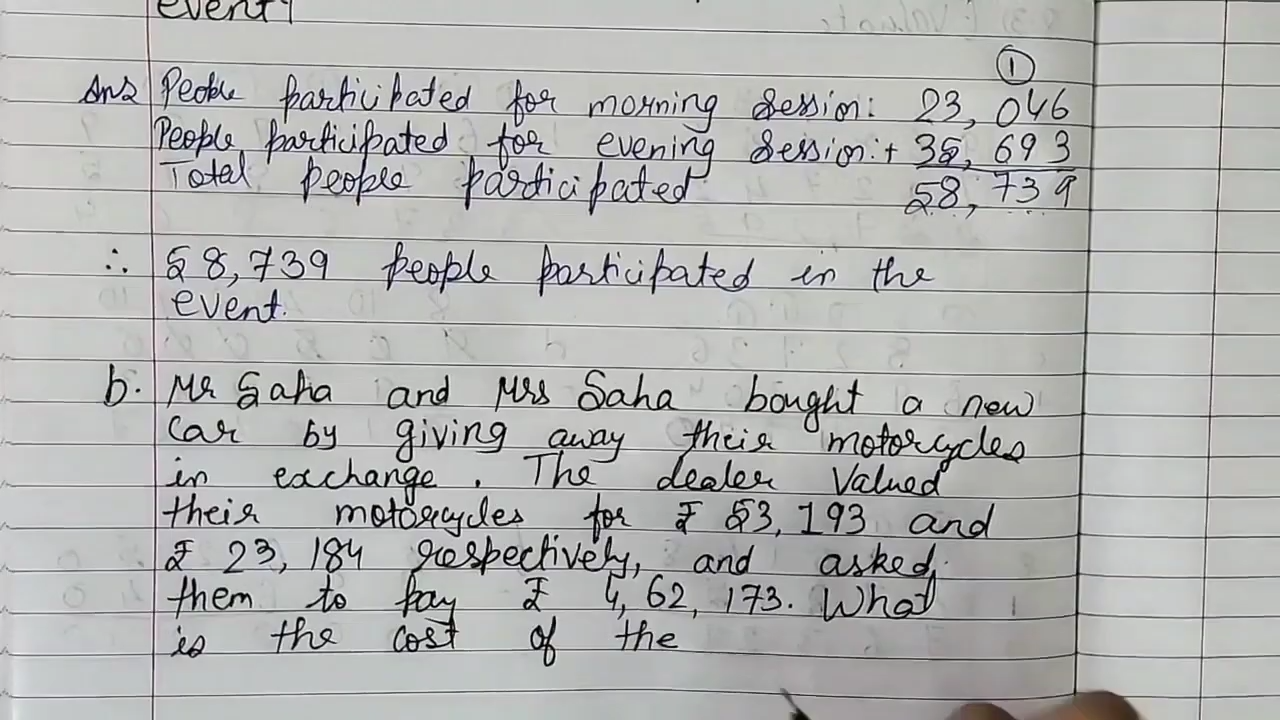 event?
①
Ans People participated for morning session: 23,046
People participated for evening session:+ 35,693
Total people participated 58,739
∴ 58,739 people participated in the
event.
b. Mr Saha and Mrs Saha bought a new
car by giving away their motorcycles
in exchange. The dealer Valued
their motorcycles for ₹ 53,193 and
₹ 23,184 respectively, and asked
them to pay ₹ 4,62,173. What
is the cost of the